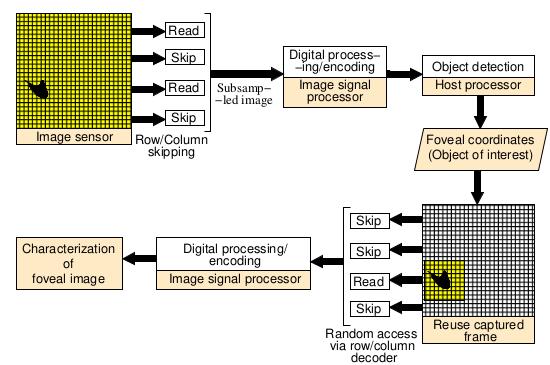 Read
Skip
Read
Skip
Image sensor
Row/Column
skipping
Subsamp-
-led image
Digital process-
-ing/encoding
Image signal
processor
Object detection
Host processor
Foveal coordinates
(Object of interest)
Reuse captured
frame
Skip
Skip
Read
Skip
Random access
via row/column
decoder
Digital processing/
encoding
Image signal processor
Characterization
of
foveal image